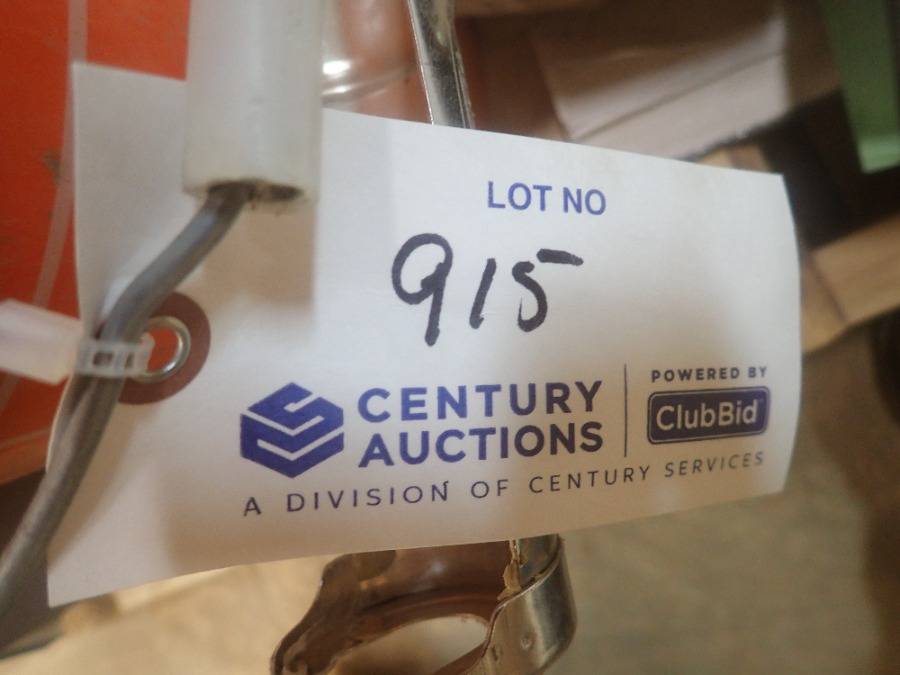 LOT NO
915
CENTURY
AUCTIONS
POWERED BY
ClubBid
A DIVISION OF CENTURY SERVICES